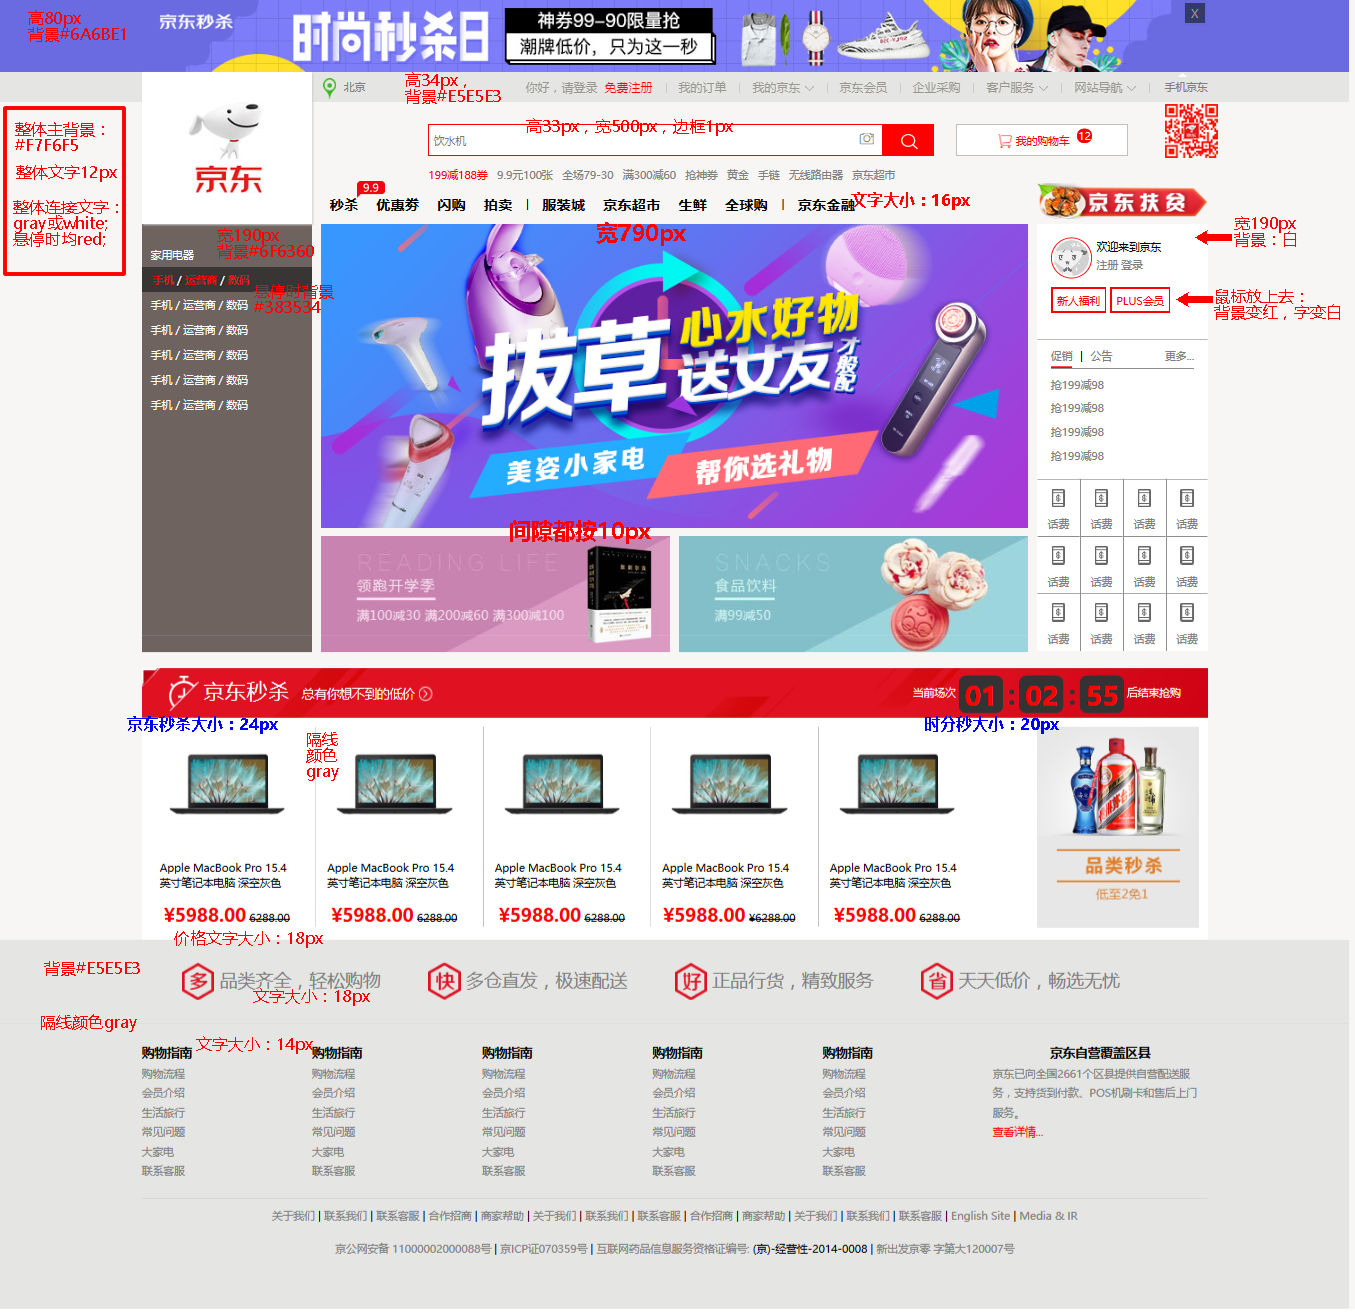 高80px
背景#6A6BE1
京东秒杀
时尚秒杀日
神券99-90限量抢
潮牌低价，只为这一秒
X
北京
高34px，
背景#E5E5E3
你好，请登录 免费注册
我的订单
我的京东
京东会员
企业采购
客户服务
网站导航
手机京东
整体主背景：
#F7F6F5
整体文字12px
整体连接文字：
gray或white;
悬停时均red;
京东
高33px，宽500px，边框1px
饮水机
我的购物车 12
199减188券 9.9元100张 全场79-30 满300减60 抢神券 黄金 手链 无线路由器 京东超市
9.9
秒杀 优惠劵 闪购 拍卖 | 服装城 京东超市 生鲜 全球购 | 京东金融
文字大小：16px
京东扶贫
宽190px
背景#6F6360
家用电器
手机 / 运营商 / 数码
悬停时背景
#383534
手机 / 运营商 / 数码
手机 / 运营商 / 数码
手机 / 运营商 / 数码
手机 / 运营商 / 数码
手机 / 运营商 / 数码
宽790px
拔草
心水好物
送女友
才般配
美姿小家电
帮你选礼物
间隙都按10px
READING LIFE
领跑开学季
满100减30 满200减60 满300减100
SNACKS
食品饮料
满99减50
宽190px
背景：白
欢迎来到京东
注册 登录
新人福利 PLUS会员
鼠标放上去：
背景变红，字变白
促销 | 公告 更多...
抢199减98
抢199减98
抢199减98
抢199减98
话费 话费 话费 话费
话费 话费 话费 话费
话费 话费 话费 话费
京东秒杀 总有你想不到的低价
当前场次 01 : 02 : 55 后结束抢购
京东秒杀大小：24px
时分秒大小：20px
隔线
颜色
gray
Apple MacBook Pro 15.4
英寸笔记本电脑 深空灰色
¥5988.00 6288.00
Apple MacBook Pro 15.4
英寸笔记本电脑 深空灰色
¥5988.00 6288.00
Apple MacBook Pro 15.4
英寸笔记本电脑 深空灰色
¥5988.00 6288.00
Apple MacBook Pro 15.4
英寸笔记本电脑 深空灰色
¥5988.00 ¥6288.00
Apple MacBook Pro 15.4
英寸笔记本电脑 深空灰色
¥5988.00 6288.00
品类秒杀
低至2免1
价格文字大小：18px
背景#E5E5E3
多 品类齐全，轻松购物
快 多仓直发，极速配送
好 正品行货，精致服务
省 天天低价，畅选无忧
文字大小：18px
隔线颜色gray
文字大小：14px
购物指南
购物流程
会员介绍
生活旅行
常见问题
大家电
联系客服
购物指南
购物流程
会员介绍
生活旅行
常见问题
大家电
联系客服
购物指南
购物流程
会员介绍
生活旅行
常见问题
大家电
联系客服
购物指南
购物流程
会员介绍
生活旅行
常见问题
大家电
联系客服
购物指南
购物流程
会员介绍
生活旅行
常见问题
大家电
联系客服
京东自营覆盖区县
京东已向全国2661个区县提供自营配送服
务，支持货到付款、POS机刷卡和售后上门
服务。
查看详情...
关于我们 | 联系我们 | 联系客服 | 合作招商 | 商家帮助 | 关于我们 | 联系我们 | 联系客服 | 合作招商 | 商家帮助 | 关于我们 | 联系我们 | 联系客服 | English Site | Media & IR
京公网安备 11000002000088号 | 京ICP证070359号 | 互联网药品信息服务资格证编号: (京)-经营性-2014-0008 | 新出发京零 字第大120007号